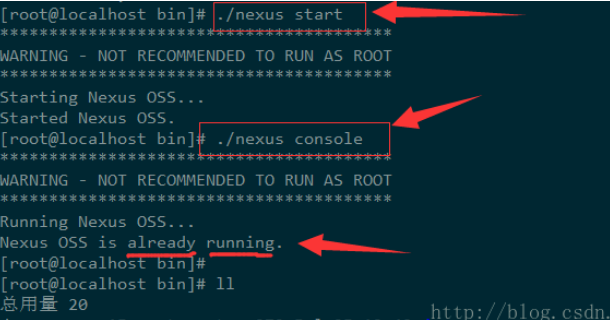 [root@localhost bin]# ./nexus start
****************************************
WARNING - NOT RECOMMENDED TO RUN AS ROOT
****************************************
Starting Nexus OSS...
Started Nexus OSS.
[root@localhost bin]# ./nexus console
****************************************
WARNING - NOT RECOMMENDED TO RUN AS ROOT
****************************************
Running Nexus OSS...
Nexus OSS is already running.
[root@localhost bin]#
[root@localhost bin]# ll
总用量 20
http://blog.csdn.